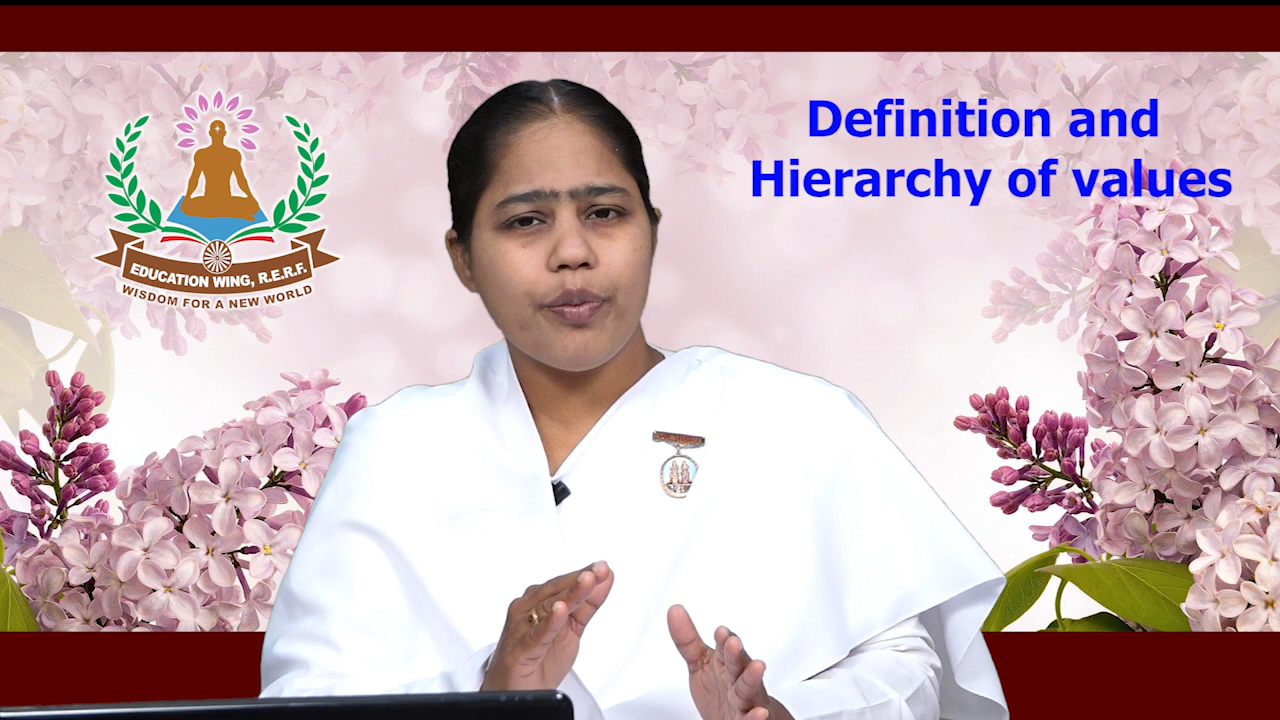 Definition and
Hierarchy of values
EDUCATION WING, R.E.R.F.
WISDOM FOR A NEW WORLD